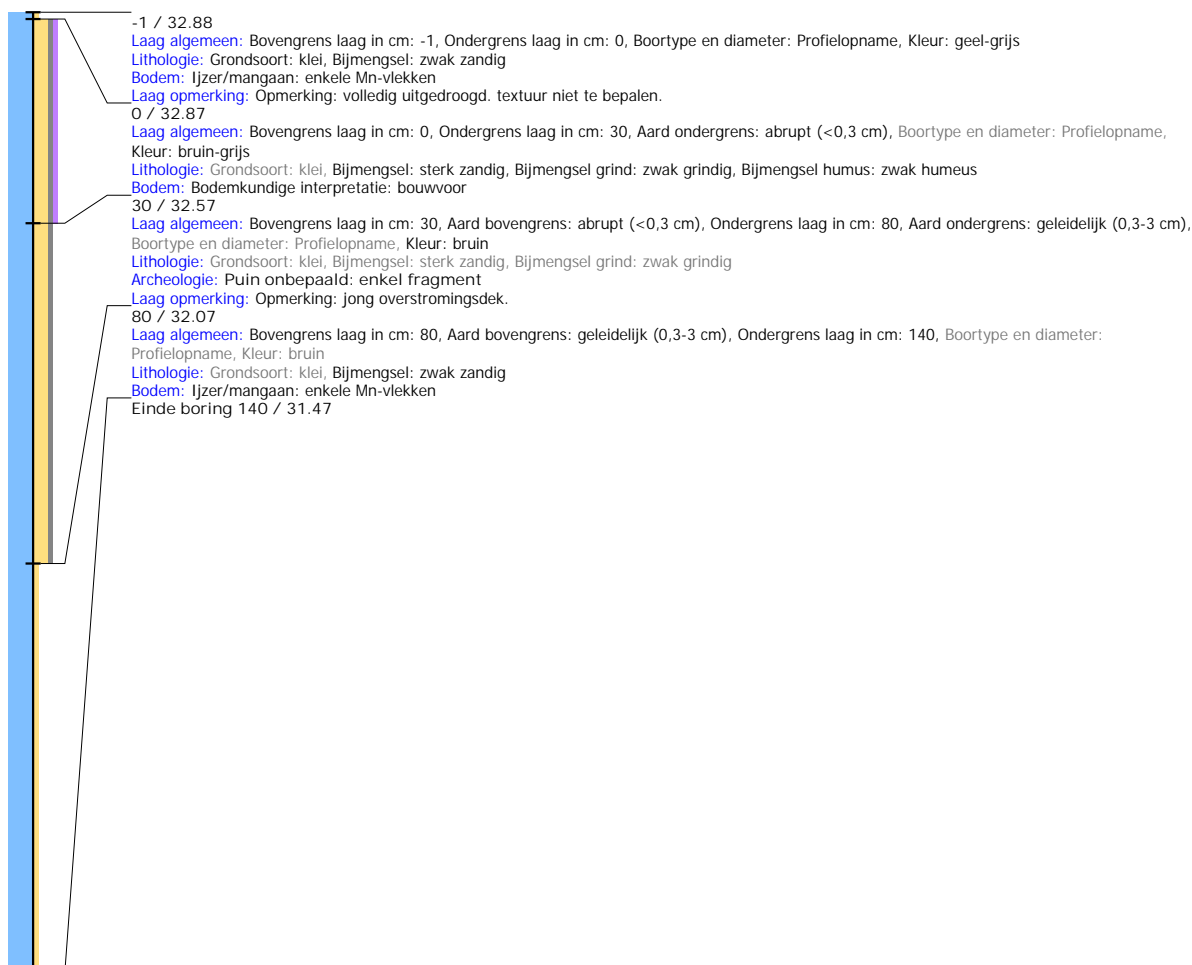 -1 / 32.88
Laag algemeen: Bovengrens laag in cm: -1, Ondergrens laag in cm: 0, Boortype en diameter: Profielopname, Kleur: geel-grijs
Lithologie: Grondsoort: klei, Bijmengsel: zwak zandig
Bodem: Ijzer/mangaan: enkele Mn-vlekken
Laag opmerking: Opmerking: volledig uitgedroogd. textuur niet te bepalen.
0 / 32.87
Laag algemeen: Bovengrens laag in cm: 0, Ondergrens laag in cm: 30, Aard ondergrens: abrupt (<0,3 cm), Boortype en diameter: Profielopname,
Kleur: bruin-grijs
Lithologie: Grondsoort: klei, Bijmengsel: sterk zandig, Bijmengsel grind: zwak grindig, Bijmengsel humus: zwak humeus
Bodem: Bodemkundige interpretatie: bouwvoor
30 / 32.57
Laag algemeen: Bovengrens laag in cm: 30, Aard bovengrens: abrupt (<0,3 cm), Ondergrens laag in cm: 80, Aard ondergrens: geleidelijk (0,3-3 cm),
Boortype en diameter: Profielopname, Kleur: bruin
Lithologie: Grondsoort: klei, Bijmengsel: sterk zandig, Bijmengsel grind: zwak grindig
Archeologie: Puin onbepaald: enkel fragment
Laag opmerking: Opmerking: jong overstromingsdek.
80 / 32.07
Laag algemeen: Bovengrens laag in cm: 80, Aard bovengrens: geleidelijk (0,3-3 cm), Ondergrens laag in cm: 140, Boortype en diameter:
Profielopname, Kleur: bruin
Lithologie: Grondsoort: klei, Bijmengsel: zwak zandig
Bodem: Ijzer/mangaan: enkele Mn-vlekken
Einde boring 140 / 31.47